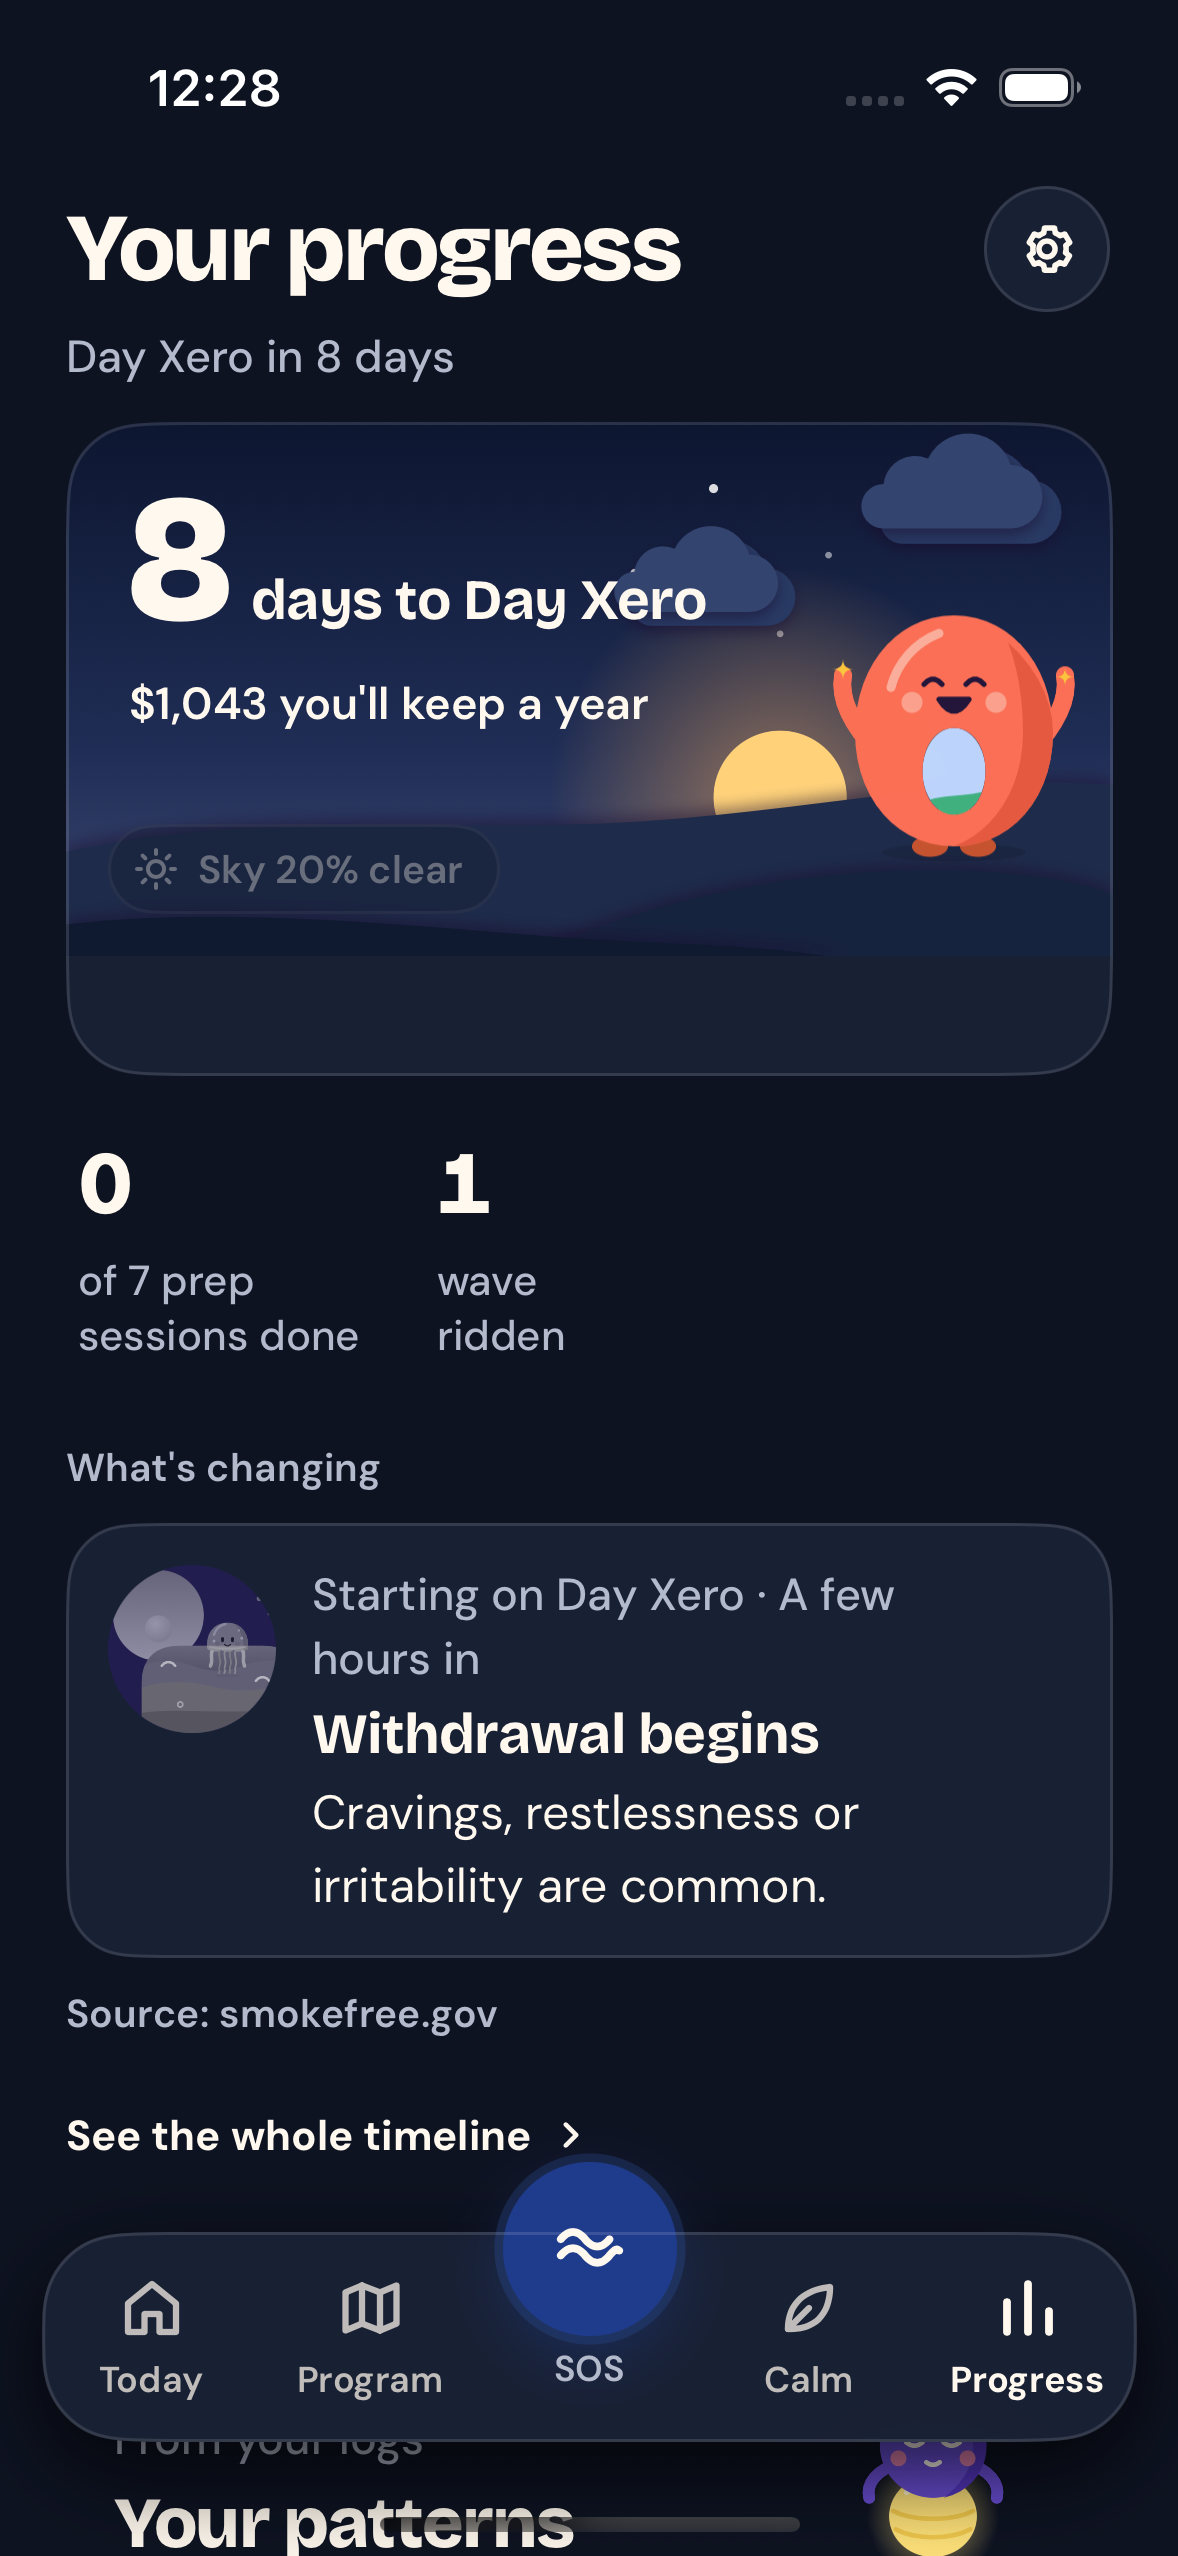 12:28
Your progress
Day Xero in 8 days
8 days to Day Xero
$1,043 you'll keep a year
Sky 20% clear
0
of 7 prep
sessions done
1
wave
ridden
What's changing
Starting on Day Xero · A few
hours in
Withdrawal begins
Cravings, restlessness or
irritability are common.
Source: smokefree.gov
See the whole timeline
Today
Program
SOS
Calm
Progress
From your logs
Your patterns